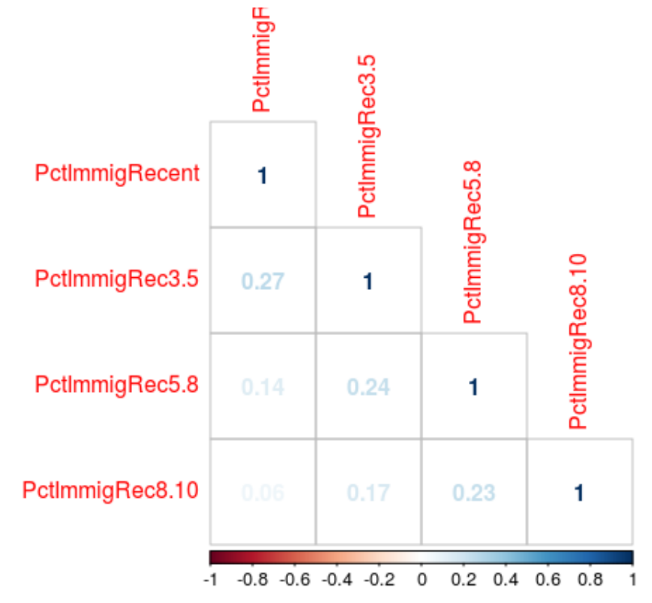 PctImmigR
PctImmigRec3.5
PctImmigRec5.8
PctImmigRec8.10
PctImmigRecent
1
PctImmigRec3.5
0.27
1
PctImmigRec5.8
0.14
0.24
1
PctImmigRec8.10
0.06
0.17
0.23
1
-1 -0.8 -0.6 -0.4 -0.2 0 0.2 0.4 0.6 0.8 1